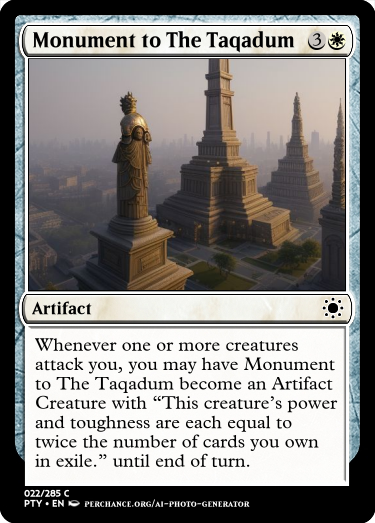 Monument to The Taqadum 3
Artifact
Whenever one or more creatures
attack you, you may have Monument
to The Taqadum become an Artifact
Creature with “This creature’s power
and toughness are each equal to
twice the number of cards you own
in exile.” until end of turn.
022/285 C
PTY • EN PERCHANCE.ORG/AI-PHOTO-GENERATOR